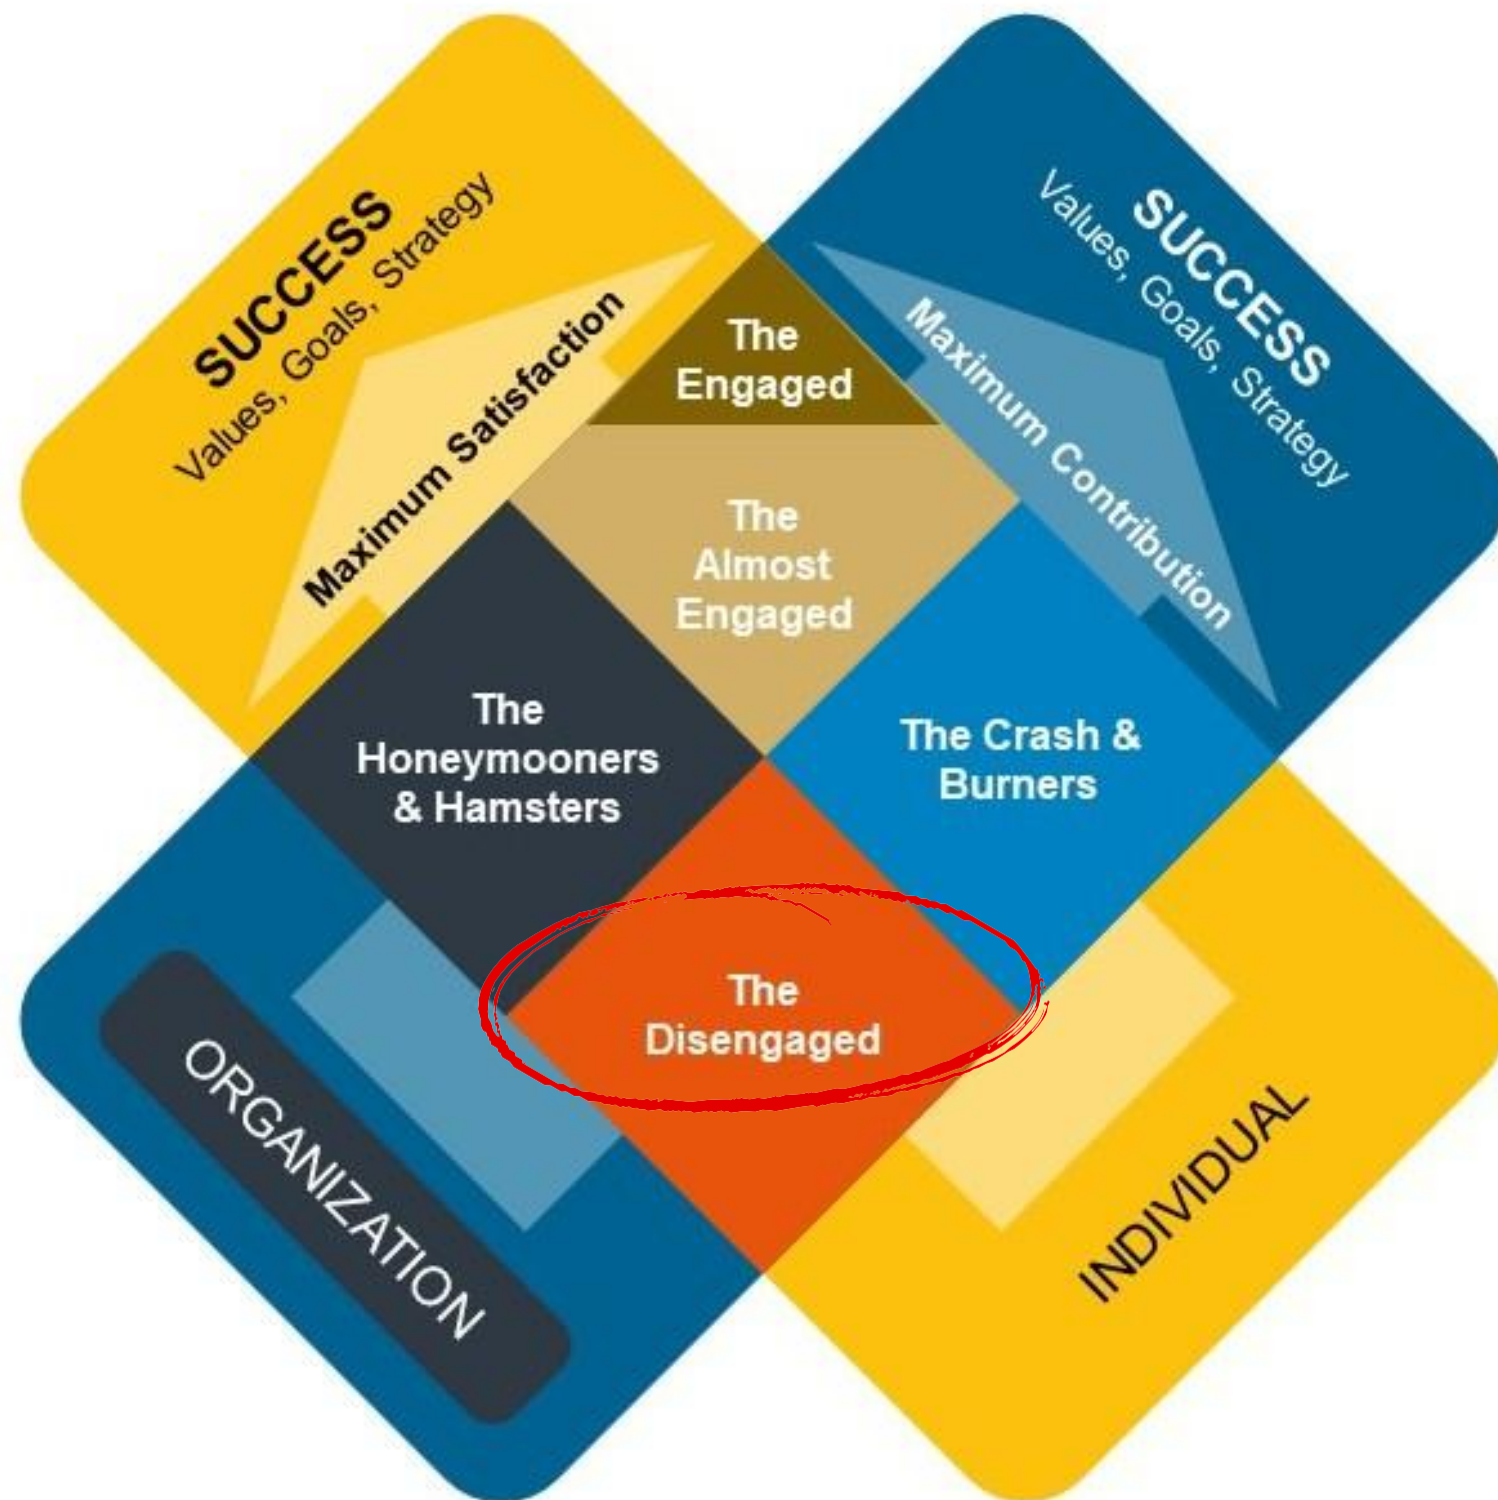 SUCCESS
Values, Goals, Strategy
Maximum Satisfaction
SUCCESS
Values, Goals, Strategy
Maximum Contribution
The
Engaged
The
Almost
Engaged
The
Honeymooners
& Hamsters
The Crash &
Burners
The
Disengaged
ORGANIZATION
INDIVIDUAL